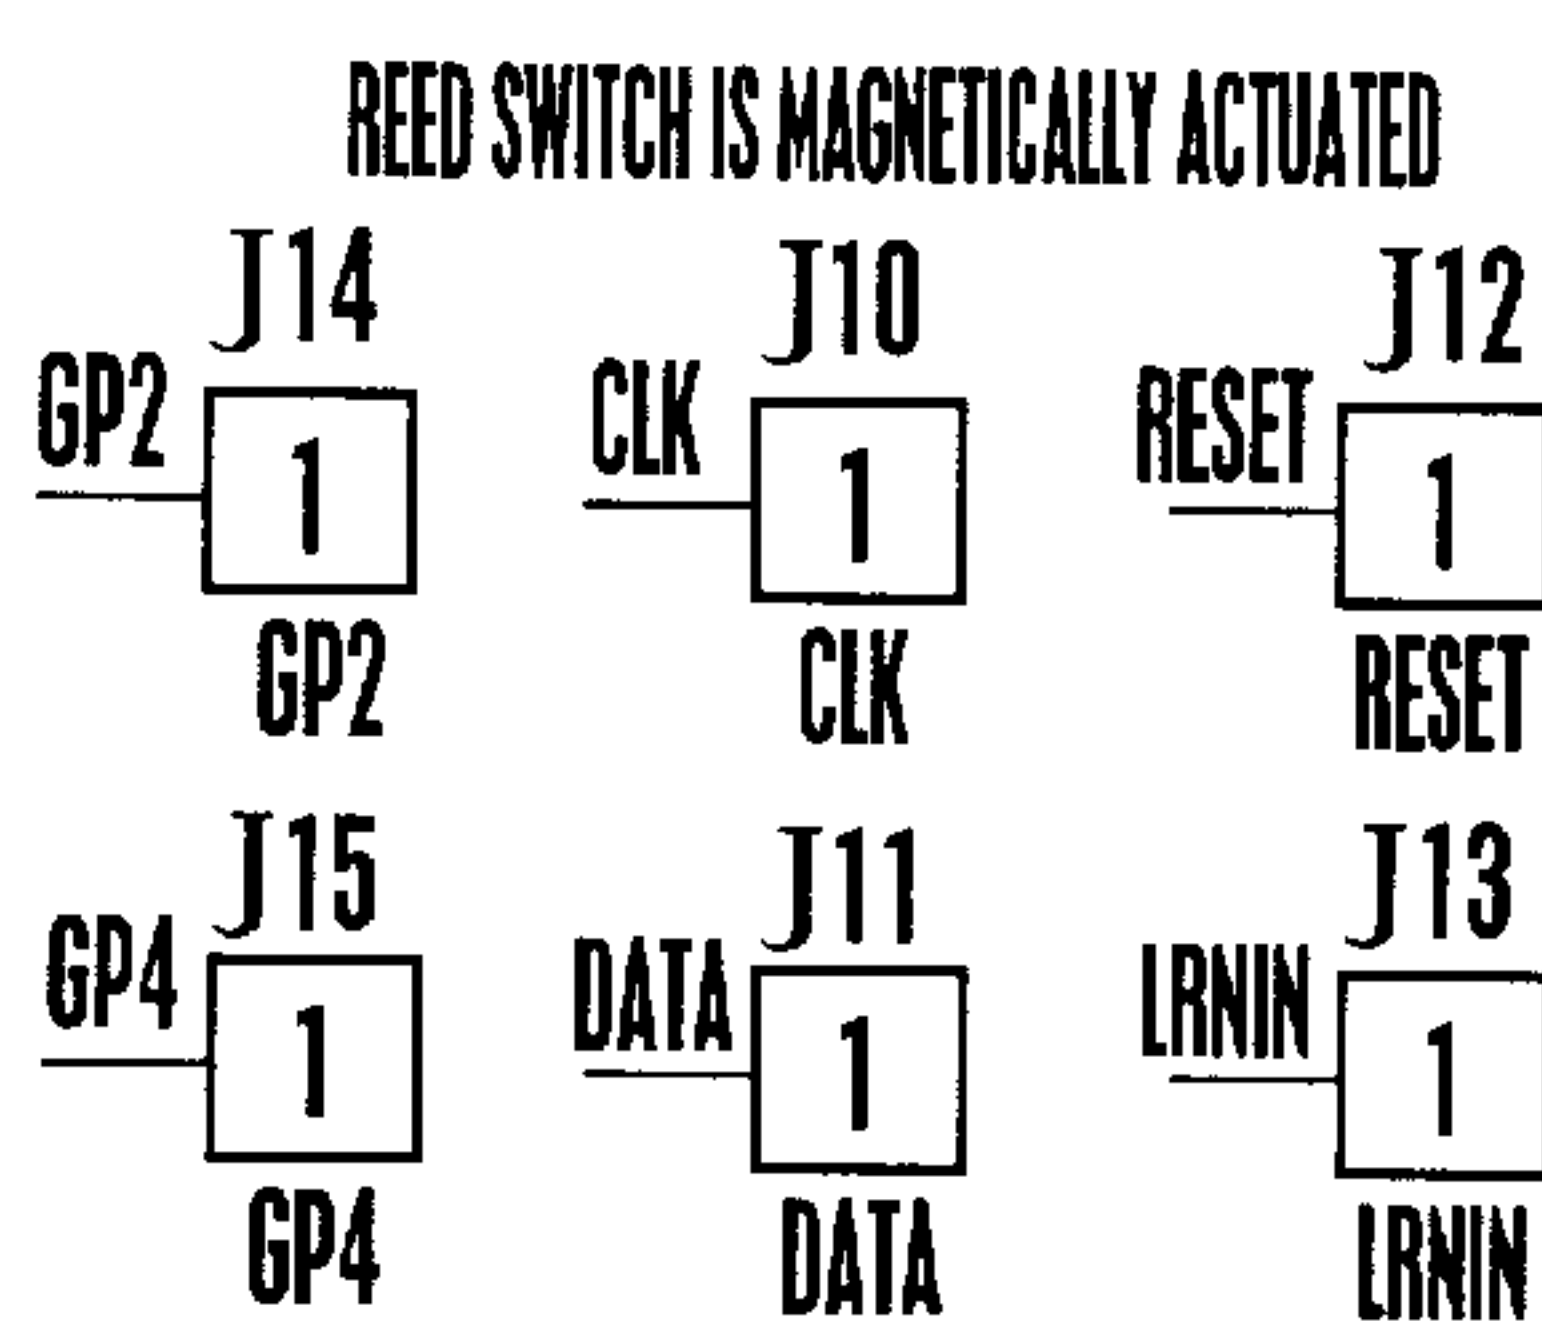 REED SWITCH IS MAGNETICALLY ACTUATED
J14 J10 J12
GP2 CLK RESET
1 1 1
GP2 CLK RESET
J15 J11 J13
GP4 DATA LRNIN
1 1 1
GP4 DATA LRNIN